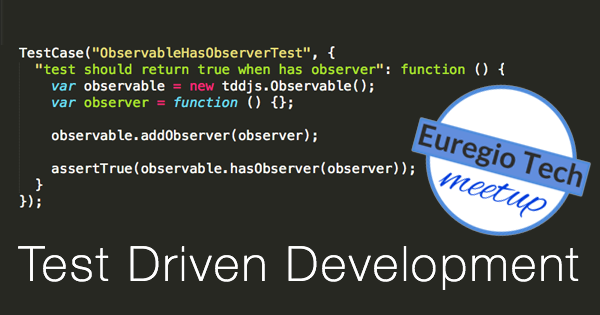 TestCase("ObservableHasObserverTest", {
  "test should return true when has observer": function () {
    var observable = new tddjs.Observable();
    var observer = function () {};

    observable.addObserver(observer);

    assertTrue(observable.hasObserver(observer));
  }
});
Euregio Tech
meetup
Test Driven Development